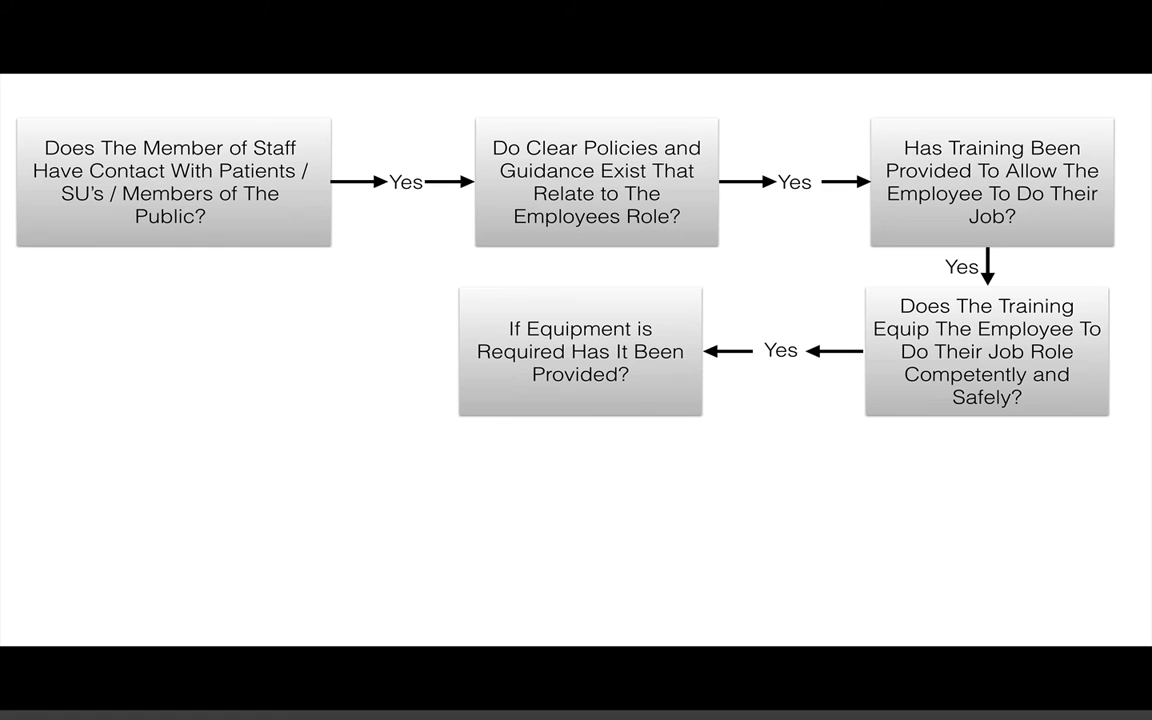 Does The Member of Staff
Have Contact With Patients /
SU's / Members of The
Public?
Yes
Do Clear Policies and
Guidance Exist That
Relate to The
Employees Role?
Yes
Has Training Been
Provided To Allow The
Employee To Do Their
Job?
Yes
Does The Training
Equip The Employee To
Do Their Job Role
Competently and
Safely?
Yes
If Equipment is
Required Has It Been
Provided?